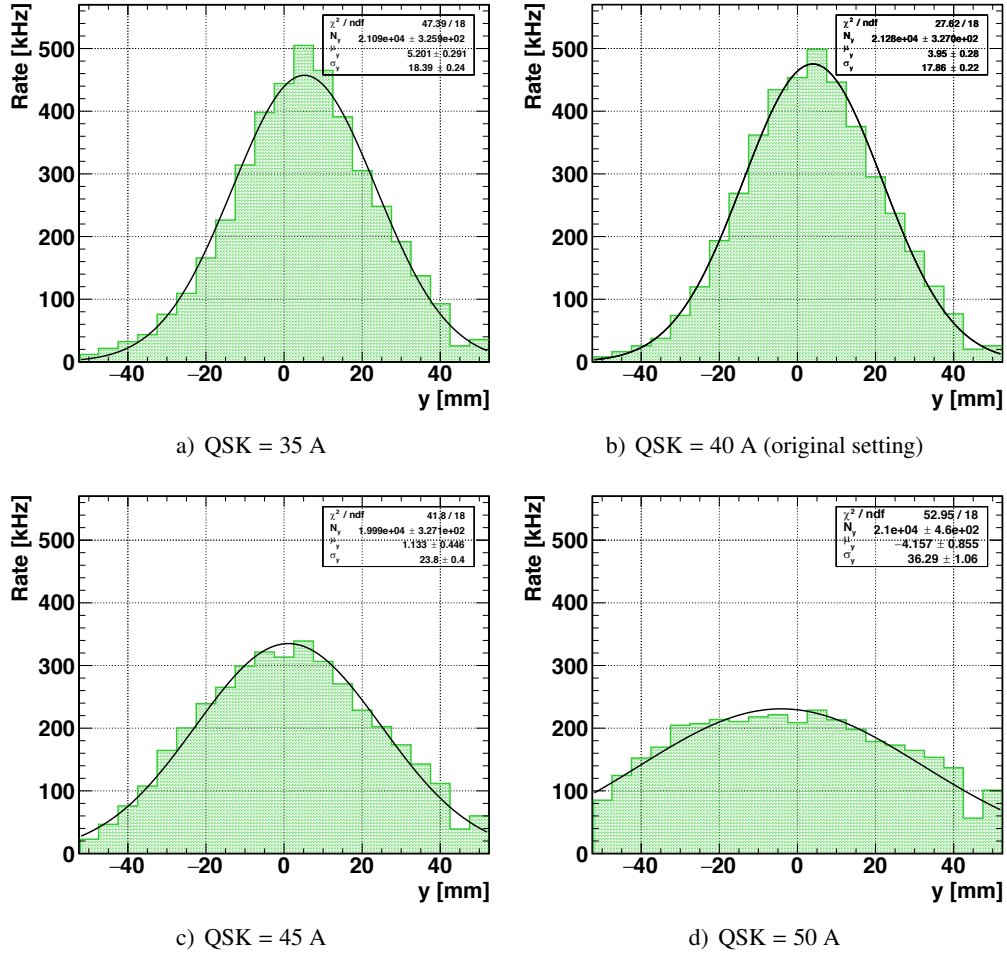 Rate [kHz]
500
400
300
200
100
0
−40 −20 0 20 40
y [mm]
χ² / ndf 47.39 / 18
N_y 2.109e+04 ± 3.259e+02
μ_y 5.201 ± 0.291
σ_y 18.39 ± 0.24
a) QSK = 35 A
Rate [kHz]
500
400
300
200
100
0
−40 −20 0 20 40
y [mm]
χ² / ndf 27.62 / 18
N_y 2.128e+04 ± 3.270e+02
μ_y 3.95 ± 0.28
σ_y 17.86 ± 0.22
b) QSK = 40 A (original setting)
Rate [kHz]
500
400
300
200
100
0
−40 −20 0 20 40
y [mm]
χ² / ndf 41.8 / 18
N_y 1.999e+04 ± 3.271e+02
μ_y 1.133 ± 0.446
σ_y 23.8 ± 0.4
c) QSK = 45 A
Rate [kHz]
500
400
300
200
100
0
−40 −20 0 20 40
y [mm]
χ² / ndf 52.95 / 18
N_y 2.1e+04 ± 4.6e+02
μ_y −4.157 ± 0.855
σ_y 36.29 ± 1.06
d) QSK = 50 A